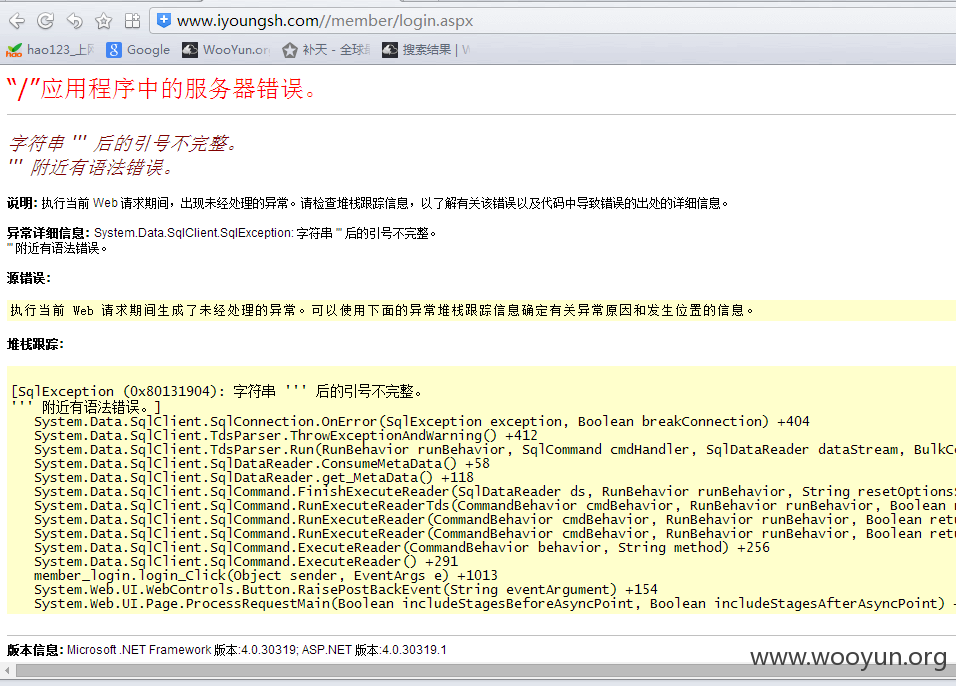 www.iyoungsh.com//member/login.aspx
hao123_上网 Google WooYun.org 补天 - 全球最 搜索结果 | W
“/”应用程序中的服务器错误。
字符串 ''' 后的引号不完整。
''' 附近有语法错误。
说明: 执行当前 Web 请求期间，出现未经处理的异常。请检查堆栈跟踪信息，以了解有关该错误以及代码中导致错误的出处的详细信息。
异常详细信息: System.Data.SqlClient.SqlException: 字符串 ''' 后的引号不完整。
''' 附近有语法错误。
源错误:
执行当前 Web 请求期间生成了未经处理的异常。可以使用下面的异常堆栈跟踪信息确定有关异常原因和发生位置的信息。
堆栈跟踪:
[SqlException (0x80131904): 字符串 ''' 后的引号不完整。
''' 附近有语法错误。]
System.Data.SqlClient.SqlConnection.OnError(SqlException exception, Boolean breakConnection) +404
System.Data.SqlClient.TdsParser.ThrowExceptionAndWarning() +412
System.Data.SqlClient.TdsParser.Run(RunBehavior runBehavior, SqlCommand cmdHandler, SqlDataReader dataStream, BulkC
System.Data.SqlClient.SqlDataReader.ConsumeMetaData() +58
System.Data.SqlClient.SqlDataReader.get_MetaData() +118
System.Data.SqlClient.SqlCommand.FinishExecuteReader(SqlDataReader ds, RunBehavior runBehavior, String resetOptionsS
System.Data.SqlClient.SqlCommand.RunExecuteReaderTds(CommandBehavior cmdBehavior, RunBehavior runBehavior, Boolean r
System.Data.SqlClient.SqlCommand.RunExecuteReader(CommandBehavior cmdBehavior, RunBehavior runBehavior, Boolean retu
System.Data.SqlClient.SqlCommand.RunExecuteReader(CommandBehavior cmdBehavior, RunBehavior runBehavior, Boolean retu
System.Data.SqlClient.SqlCommand.ExecuteReader(CommandBehavior behavior, String method) +256
System.Data.SqlClient.SqlCommand.ExecuteReader() +291
member_login.login_Click(Object sender, EventArgs e) +1013
System.Web.UI.WebControls.Button.RaisePostBackEvent(String eventArgument) +154
System.Web.UI.Page.ProcessRequestMain(Boolean includeStagesBeforeAsyncPoint, Boolean includeStagesAfterAsyncPoint) +
版本信息: Microsoft .NET Framework 版本:4.0.30319; ASP.NET 版本:4.0.30319.1
www.wooyun.org